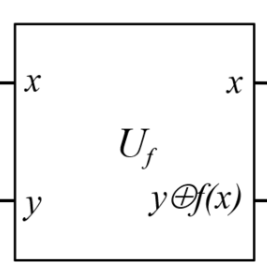 x x
U_f
y y⊕f(x)